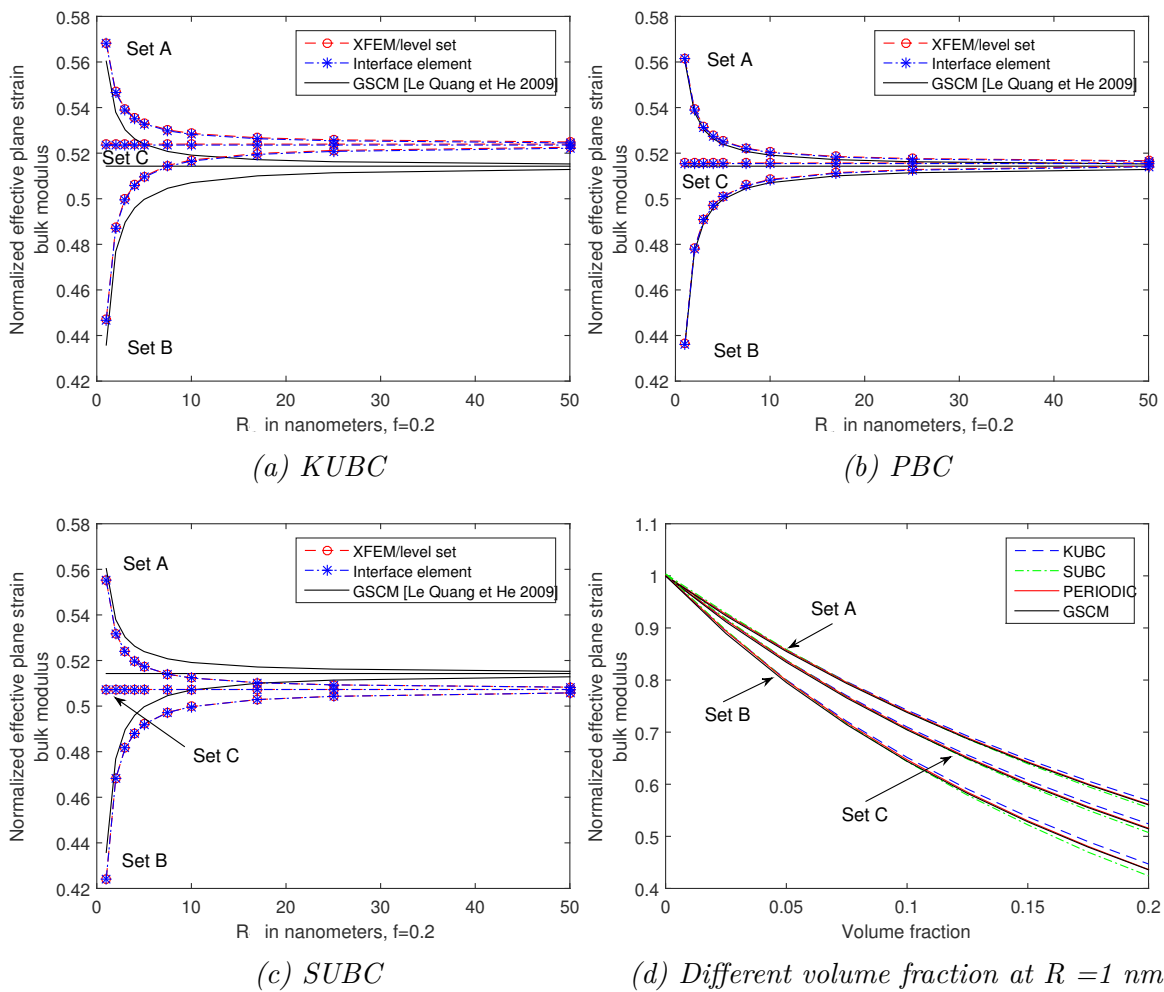 0.58
0.56
0.54
0.52
0.5
0.48
0.46
0.44
0.42
Normalized effective plane strain
bulk modulus
Set A
Set C
Set B
XFEM/level set
Interface element
GSCM [Le Quang et He 2009]
0 10 20 30 40 50
R in nanometers, f=0.2
(a) KUBC
0.58
0.56
0.54
0.52
0.5
0.48
0.46
0.44
0.42
Normalized effective plane strain
bulk modulus
Set A
Set C
Set B
XFEM/level set
Interface element
GSCM [Le Quang et He 2009]
0 10 20 30 40 50
R in nanometers, f=0.2
(b) PBC
0.58
0.56
0.54
0.52
0.5
0.48
0.46
0.44
0.42
Normalized effective plane strain
bulk modulus
Set A
Set C
Set B
XFEM/level set
Interface element
GSCM [Le Quang et He 2009]
0 10 20 30 40 50
R in nanometers, f=0.2
(c) SUBC
1.1
1
0.9
0.8
0.7
0.6
0.5
0.4
Normalized effective plane strain
bulk modulus
Set A
Set B
Set C
KUBC
SUBC
PERIODIC
GSCM
0 0.05 0.1 0.15 0.2
Volume fraction
(d) Different volume fraction at R =1 nm